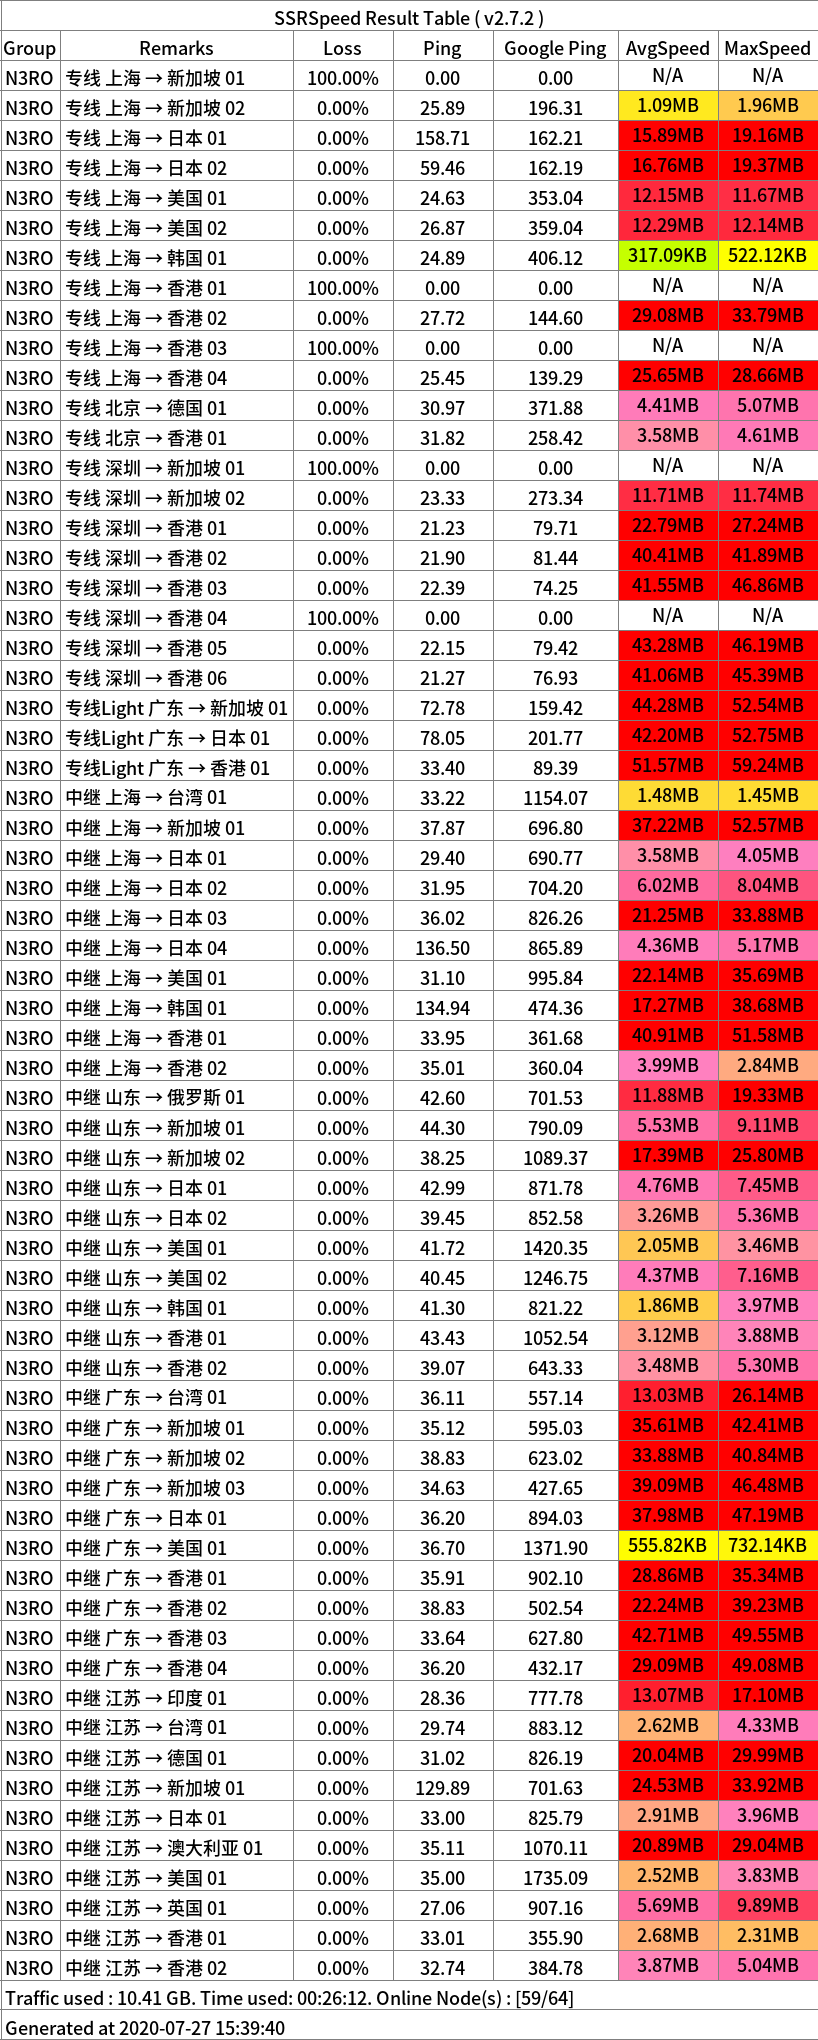 SSRSpeed Result Table ( v2.7.2 )
Group Remarks Loss Ping Google Ping AvgSpeed MaxSpeed
N3RO 专线 上海 → 新加坡 01 100.00% 0.00 0.00 N/A N/A
N3RO 专线 上海 → 新加坡 02 0.00% 25.89 196.31 1.09MB 1.96MB
N3RO 专线 上海 → 日本 01 0.00% 158.71 162.21 15.89MB 19.16MB
N3RO 专线 上海 → 日本 02 0.00% 59.46 162.19 16.76MB 19.37MB
N3RO 专线 上海 → 美国 01 0.00% 24.63 353.04 12.15MB 11.67MB
N3RO 专线 上海 → 美国 02 0.00% 26.87 359.04 12.29MB 12.14MB
N3RO 专线 上海 → 韩国 01 0.00% 24.89 406.12 317.09KB 522.12KB
N3RO 专线 上海 → 香港 01 100.00% 0.00 0.00 N/A N/A
N3RO 专线 上海 → 香港 02 0.00% 27.72 144.60 29.08MB 33.79MB
N3RO 专线 上海 → 香港 03 100.00% 0.00 0.00 N/A N/A
N3RO 专线 上海 → 香港 04 0.00% 25.45 139.29 25.65MB 28.66MB
N3RO 专线 北京 → 德国 01 0.00% 30.97 371.88 4.41MB 5.07MB
N3RO 专线 北京 → 香港 01 0.00% 31.82 258.42 3.58MB 4.61MB
N3RO 专线 深圳 → 新加坡 01 100.00% 0.00 0.00 N/A N/A
N3RO 专线 深圳 → 新加坡 02 0.00% 23.33 273.34 11.71MB 11.74MB
N3RO 专线 深圳 → 香港 01 0.00% 21.23 79.71 22.79MB 27.24MB
N3RO 专线 深圳 → 香港 02 0.00% 21.90 81.44 40.41MB 41.89MB
N3RO 专线 深圳 → 香港 03 0.00% 22.39 74.25 41.55MB 46.86MB
N3RO 专线 深圳 → 香港 04 100.00% 0.00 0.00 N/A N/A
N3RO 专线 深圳 → 香港 05 0.00% 22.15 79.42 43.28MB 46.19MB
N3RO 专线 深圳 → 香港 06 0.00% 21.27 76.93 41.06MB 45.39MB
N3RO 专线Light 广东 → 新加坡 01 0.00% 72.78 159.42 44.28MB 52.54MB
N3RO 专线Light 广东 → 日本 01 0.00% 78.05 201.77 42.20MB 52.75MB
N3RO 专线Light 广东 → 香港 01 0.00% 33.40 89.39 51.57MB 59.24MB
N3RO 中继 上海 → 台湾 01 0.00% 33.22 1154.07 1.48MB 1.45MB
N3RO 中继 上海 → 新加坡 01 0.00% 37.87 696.80 37.22MB 52.57MB
N3RO 中继 上海 → 日本 01 0.00% 29.40 690.77 3.58MB 4.05MB
N3RO 中继 上海 → 日本 02 0.00% 31.95 704.20 6.02MB 8.04MB
N3RO 中继 上海 → 日本 03 0.00% 36.02 826.26 21.25MB 33.88MB
N3RO 中继 上海 → 日本 04 0.00% 136.50 865.89 4.36MB 5.17MB
N3RO 中继 上海 → 美国 01 0.00% 31.10 995.84 22.14MB 35.69MB
N3RO 中继 上海 → 韩国 01 0.00% 134.94 474.36 17.27MB 38.68MB
N3RO 中继 上海 → 香港 01 0.00% 33.95 361.68 40.91MB 51.58MB
N3RO 中继 上海 → 香港 02 0.00% 35.01 360.04 3.99MB 2.84MB
N3RO 中继 山东 → 俄罗斯 01 0.00% 42.60 701.53 11.88MB 19.33MB
N3RO 中继 山东 → 新加坡 01 0.00% 44.30 790.09 5.53MB 9.11MB
N3RO 中继 山东 → 新加坡 02 0.00% 38.25 1089.37 17.39MB 25.80MB
N3RO 中继 山东 → 日本 01 0.00% 42.99 871.78 4.76MB 7.45MB
N3RO 中继 山东 → 日本 02 0.00% 39.45 852.58 3.26MB 5.36MB
N3RO 中继 山东 → 美国 01 0.00% 41.72 1420.35 2.05MB 3.46MB
N3RO 中继 山东 → 美国 02 0.00% 40.45 1246.75 4.37MB 7.16MB
N3RO 中继 山东 → 韩国 01 0.00% 41.30 821.22 1.86MB 3.97MB
N3RO 中继 山东 → 香港 01 0.00% 43.43 1052.54 3.12MB 3.88MB
N3RO 中继 山东 → 香港 02 0.00% 39.07 643.33 3.48MB 5.30MB
N3RO 中继 广东 → 台湾 01 0.00% 36.11 557.14 13.03MB 26.14MB
N3RO 中继 广东 → 新加坡 01 0.00% 35.12 595.03 35.61MB 42.41MB
N3RO 中继 广东 → 新加坡 02 0.00% 38.83 623.02 33.88MB 40.84MB
N3RO 中继 广东 → 新加坡 03 0.00% 34.63 427.65 39.09MB 46.48MB
N3RO 中继 广东 → 日本 01 0.00% 36.20 894.03 37.98MB 47.19MB
N3RO 中继 广东 → 美国 01 0.00% 36.70 1371.90 555.82KB 732.14KB
N3RO 中继 广东 → 香港 01 0.00% 35.91 902.10 28.86MB 35.34MB
N3RO 中继 广东 → 香港 02 0.00% 38.83 502.54 22.24MB 39.23MB
N3RO 中继 广东 → 香港 03 0.00% 33.64 627.80 42.71MB 49.55MB
N3RO 中继 广东 → 香港 04 0.00% 36.20 432.17 29.09MB 49.08MB
N3RO 中继 江苏 → 印度 01 0.00% 28.36 777.78 13.07MB 17.10MB
N3RO 中继 江苏 → 台湾 01 0.00% 29.74 883.12 2.62MB 4.33MB
N3RO 中继 江苏 → 德国 01 0.00% 31.02 826.19 20.04MB 29.99MB
N3RO 中继 江苏 → 新加坡 01 0.00% 129.89 701.63 24.53MB 33.92MB
N3RO 中继 江苏 → 日本 01 0.00% 33.00 825.79 2.91MB 3.96MB
N3RO 中继 江苏 → 澳大利亚 01 0.00% 35.11 1070.11 20.89MB 29.04MB
N3RO 中继 江苏 → 美国 01 0.00% 35.00 1735.09 2.52MB 3.83MB
N3RO 中继 江苏 → 英国 01 0.00% 27.06 907.16 5.69MB 9.89MB
N3RO 中继 江苏 → 香港 01 0.00% 33.01 355.90 2.68MB 2.31MB
N3RO 中继 江苏 → 香港 02 0.00% 32.74 384.78 3.87MB 5.04MB
Traffic used : 10.41 GB. Time used: 00:26:12. Online Node(s) : [59/64]
Generated at 2020-07-27 15:39:40